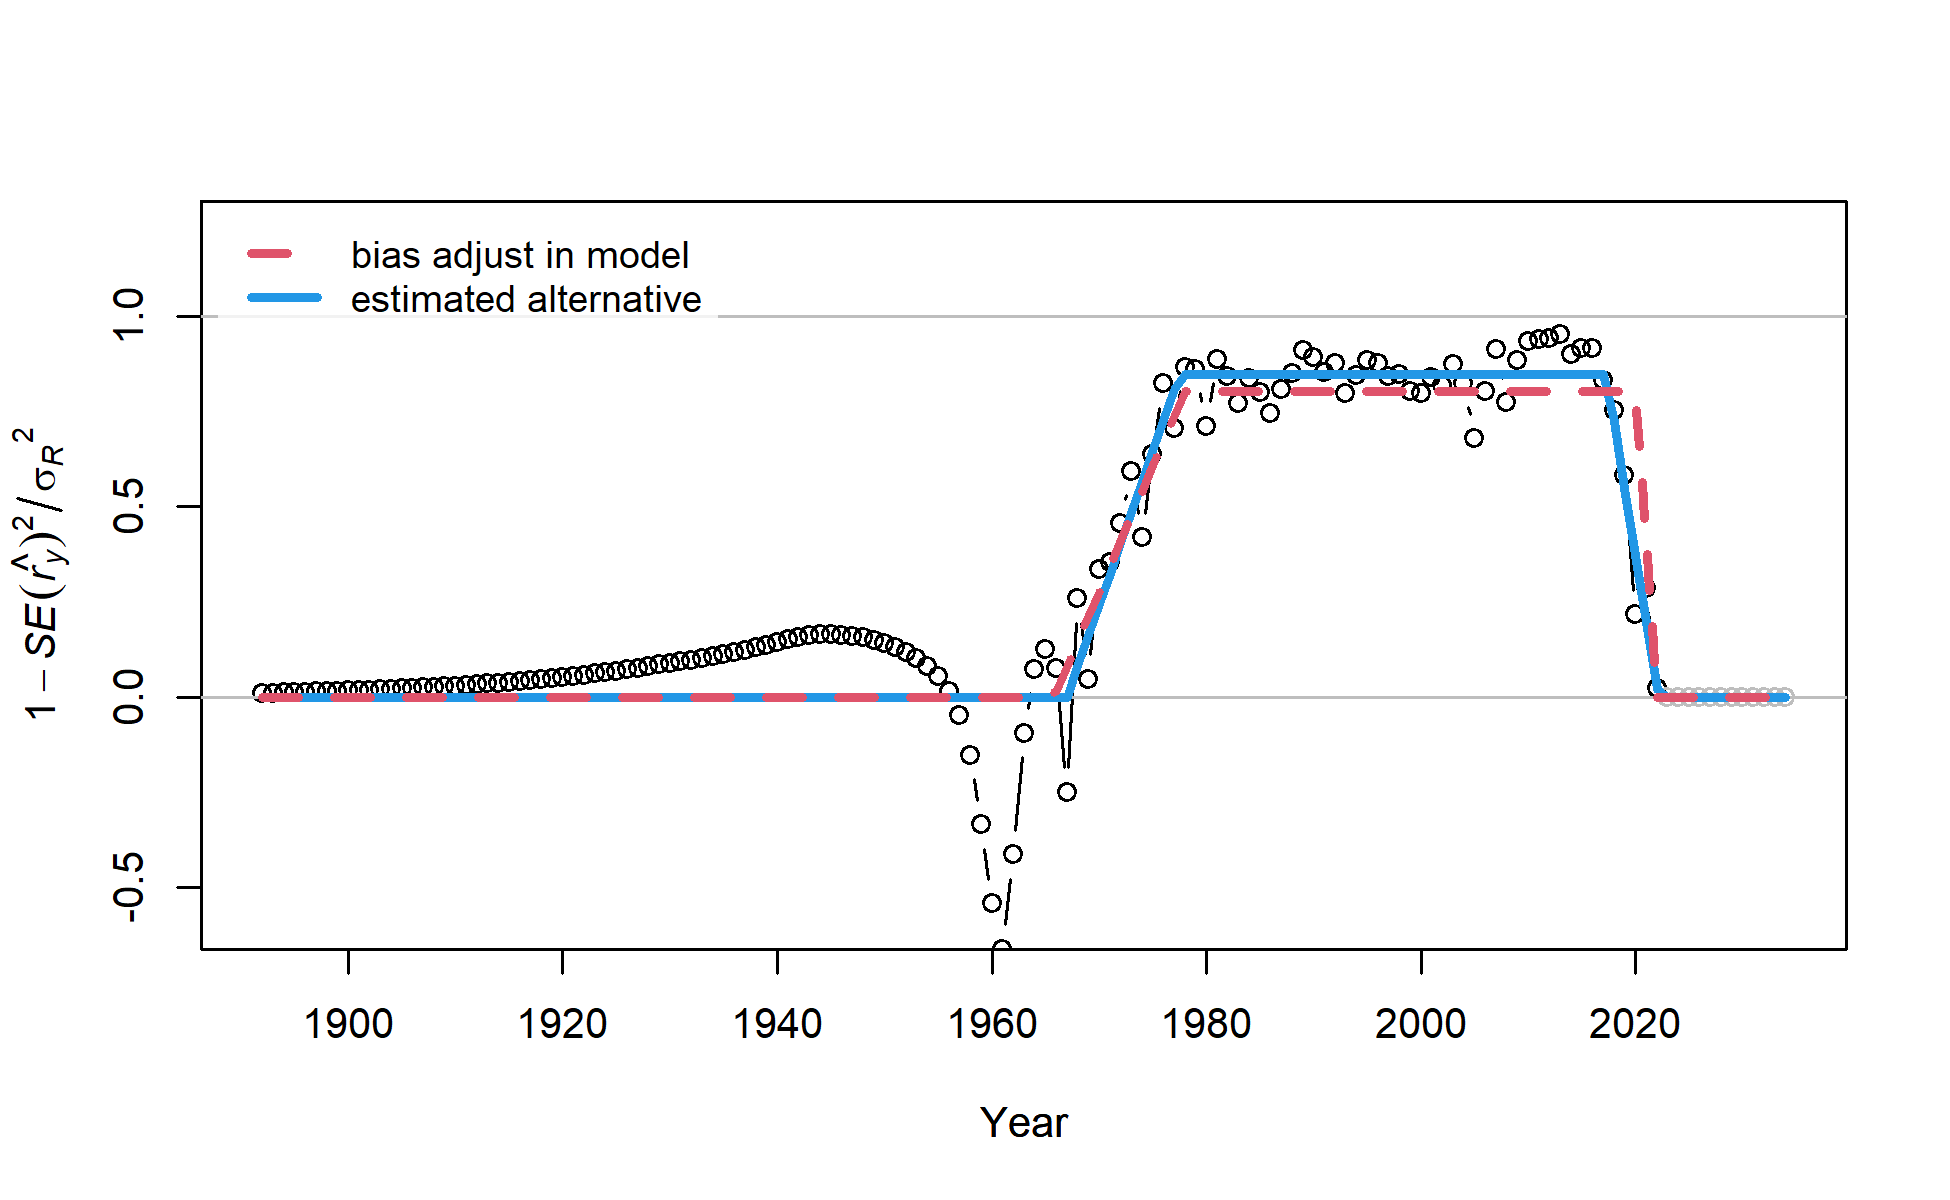 bias adjust in model
estimated alternative
1 − SE(r̂y)² / σR²
1.0
0.5
0.0
-0.5
1900 1920 1940 1960 1980 2000 2020
Year